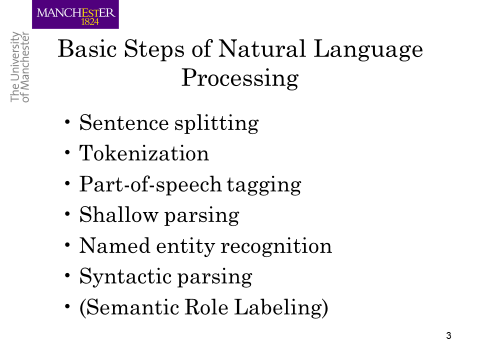 MANCHESTER
1824
The University
of Manchester
Basic Steps of Natural Language
Processing
• Sentence splitting
• Tokenization
• Part-of-speech tagging
• Shallow parsing
• Named entity recognition
• Syntactic parsing
• (Semantic Role Labeling)
3